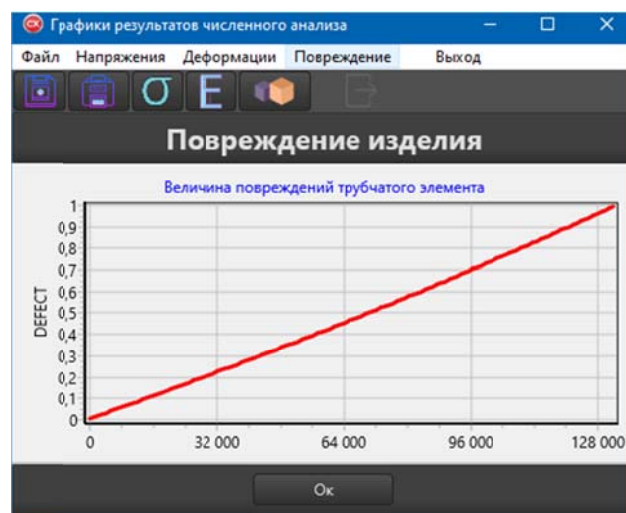 CK Графики результатов численного анализа
Файл Напряжения Деформации Повреждение Выход
σ E
Повреждение изделия
Величина повреждений трубчатого элемента
1
0,9
0,8
0,7
0,6
0,5
0,4
0,3
0,2
0,1
0
DEFECT
0 32 000 64 000 96 000 128 000
Ок